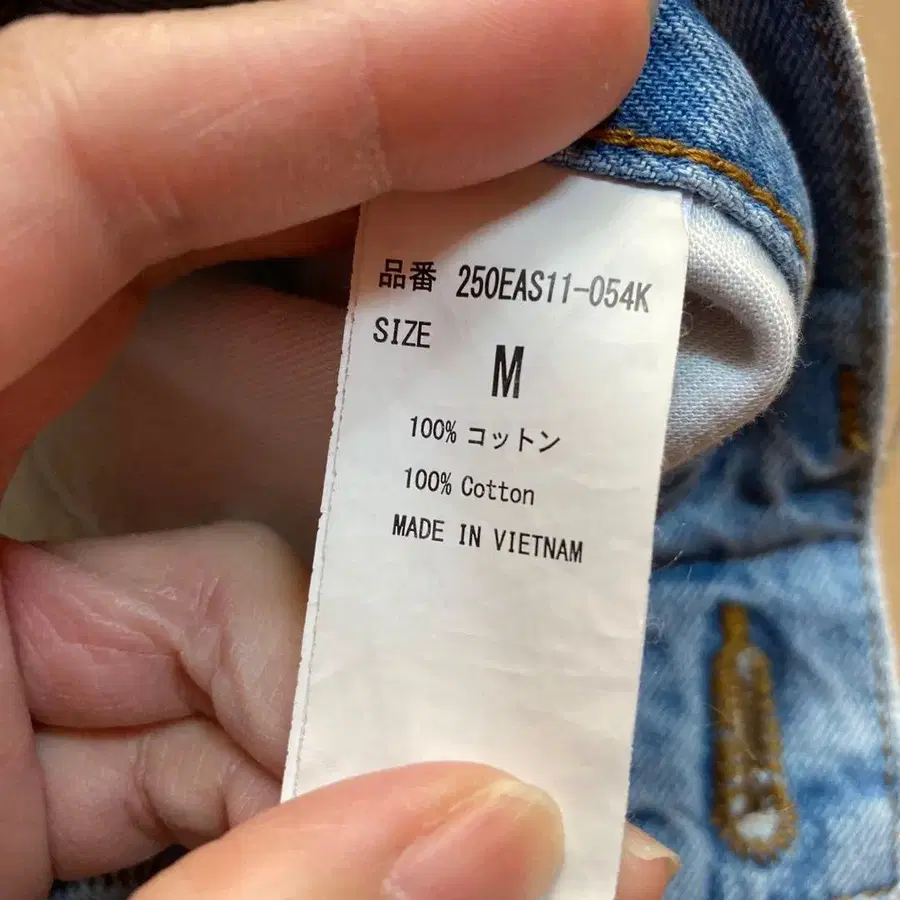 品番 250EAS11-054K
SIZE M
100% コットン
100% Cotton
MADE IN VIETNAM